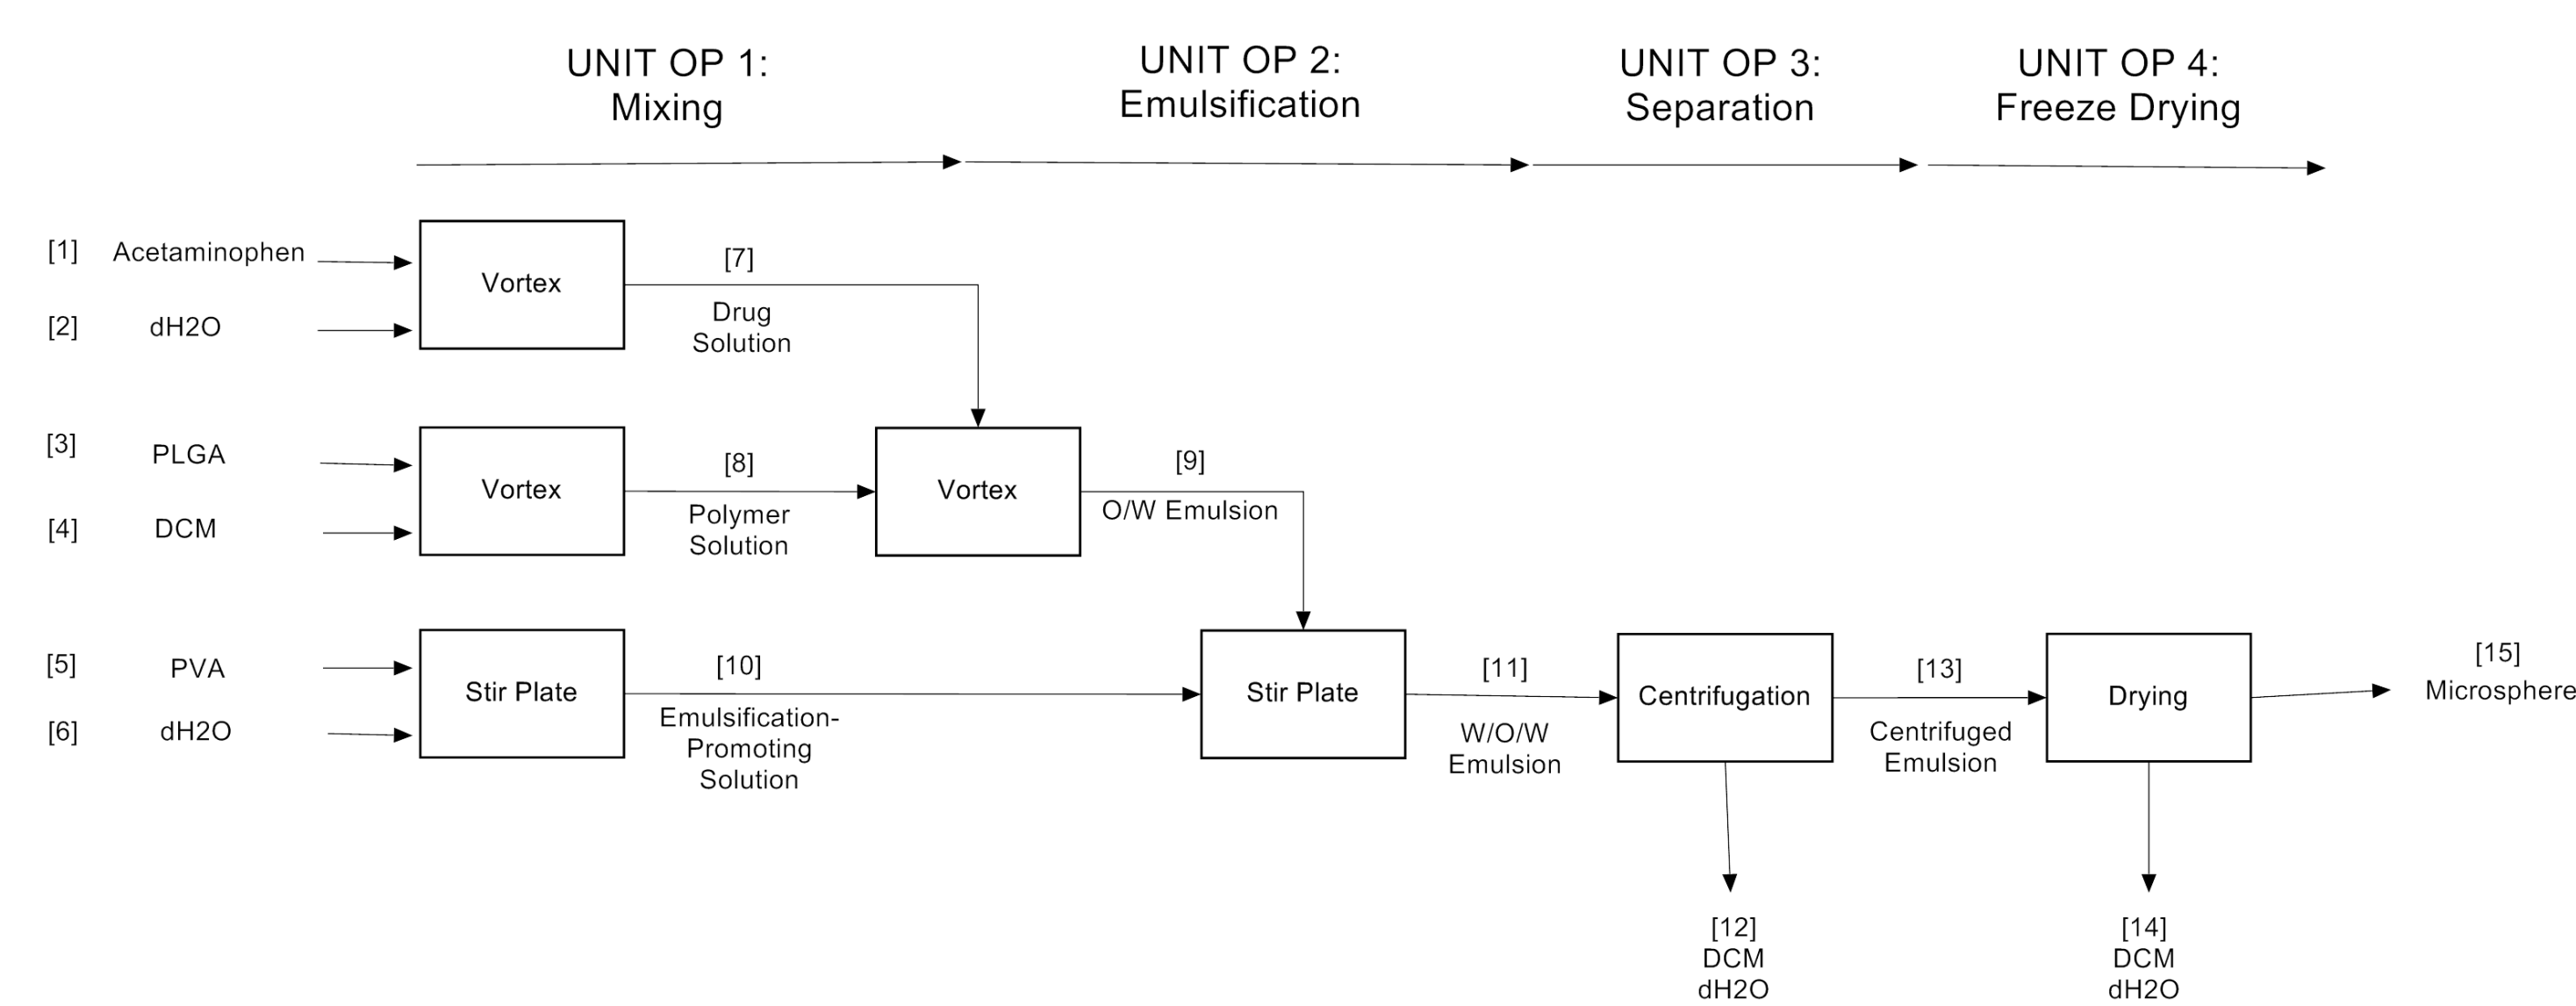 UNIT OP 1:
Mixing
UNIT OP 2:
Emulsification
UNIT OP 3:
Separation
UNIT OP 4:
Freeze Drying
[1] Acetaminophen
[2] dH2O
Vortex
[7]
Drug
Solution
[3] PLGA
[4] DCM
Vortex
[8]
Polymer
Solution
Vortex
[9]
O/W Emulsion
[5] PVA
[6] dH2O
Stir Plate
[10]
Emulsification-
Promoting
Solution
Stir Plate
[11]
W/O/W
Emulsion
Centrifugation
[13]
Centrifuged
Emulsion
Drying
[15]
Microsphere
[12]
DCM
dH2O
[14]
DCM
dH2O